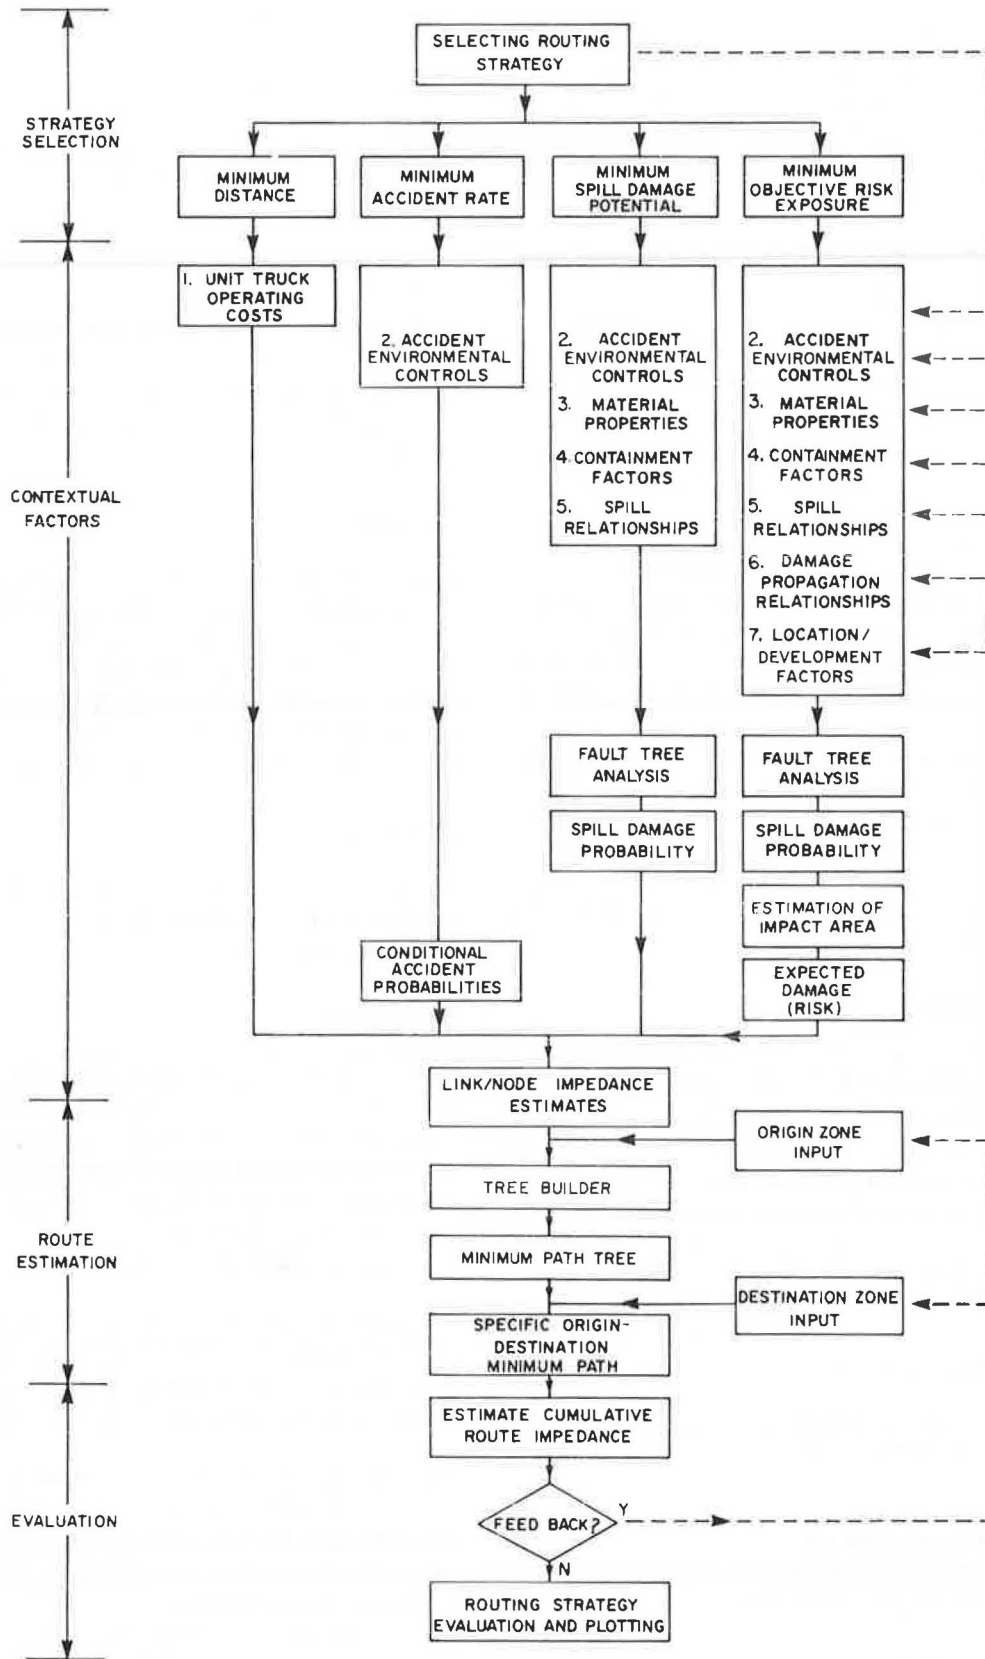 SELECTING ROUTING
STRATEGY
STRATEGY
SELECTION
MINIMUM
DISTANCE
MINIMUM
ACCIDENT RATE
MINIMUM
SPILL DAMAGE
POTENTIAL
MINIMUM
OBJECTIVE RISK
EXPOSURE
1. UNIT TRUCK
OPERATING
COSTS
2. ACCIDENT
ENVIRONMENTAL
CONTROLS
2. ACCIDENT
ENVIRONMENTAL
CONTROLS
3. MATERIAL
PROPERTIES
4. CONTAINMENT
FACTORS
5. SPILL
RELATIONSHIPS
2. ACCIDENT
ENVIRONMENTAL
CONTROLS
3. MATERIAL
PROPERTIES
4. CONTAINMENT
FACTORS
5. SPILL
RELATIONSHIPS
6. DAMAGE
PROPAGATION
RELATIONSHIPS
7. LOCATION/
DEVELOPMENT
FACTORS
CONTEXTUAL
FACTORS
FAULT TREE
ANALYSIS
FAULT TREE
ANALYSIS
SPILL DAMAGE
PROBABILITY
SPILL DAMAGE
PROBABILITY
ESTIMATION OF
IMPACT AREA
CONDITIONAL
ACCIDENT
PROBABILITIES
EXPECTED
DAMAGE
(RISK)
LINK/NODE IMPEDANCE
ESTIMATES
ORIGIN ZONE
INPUT
TREE BUILDER
ROUTE
ESTIMATION
MINIMUM PATH TREE
DESTINATION ZONE
INPUT
SPECIFIC ORIGIN-
DESTINATION
MINIMUM PATH
ESTIMATE CUMULATIVE
ROUTE IMPEDANCE
EVALUATION
FEED BACK?
Y
N
ROUTING STRATEGY
EVALUATION AND PLOTTING